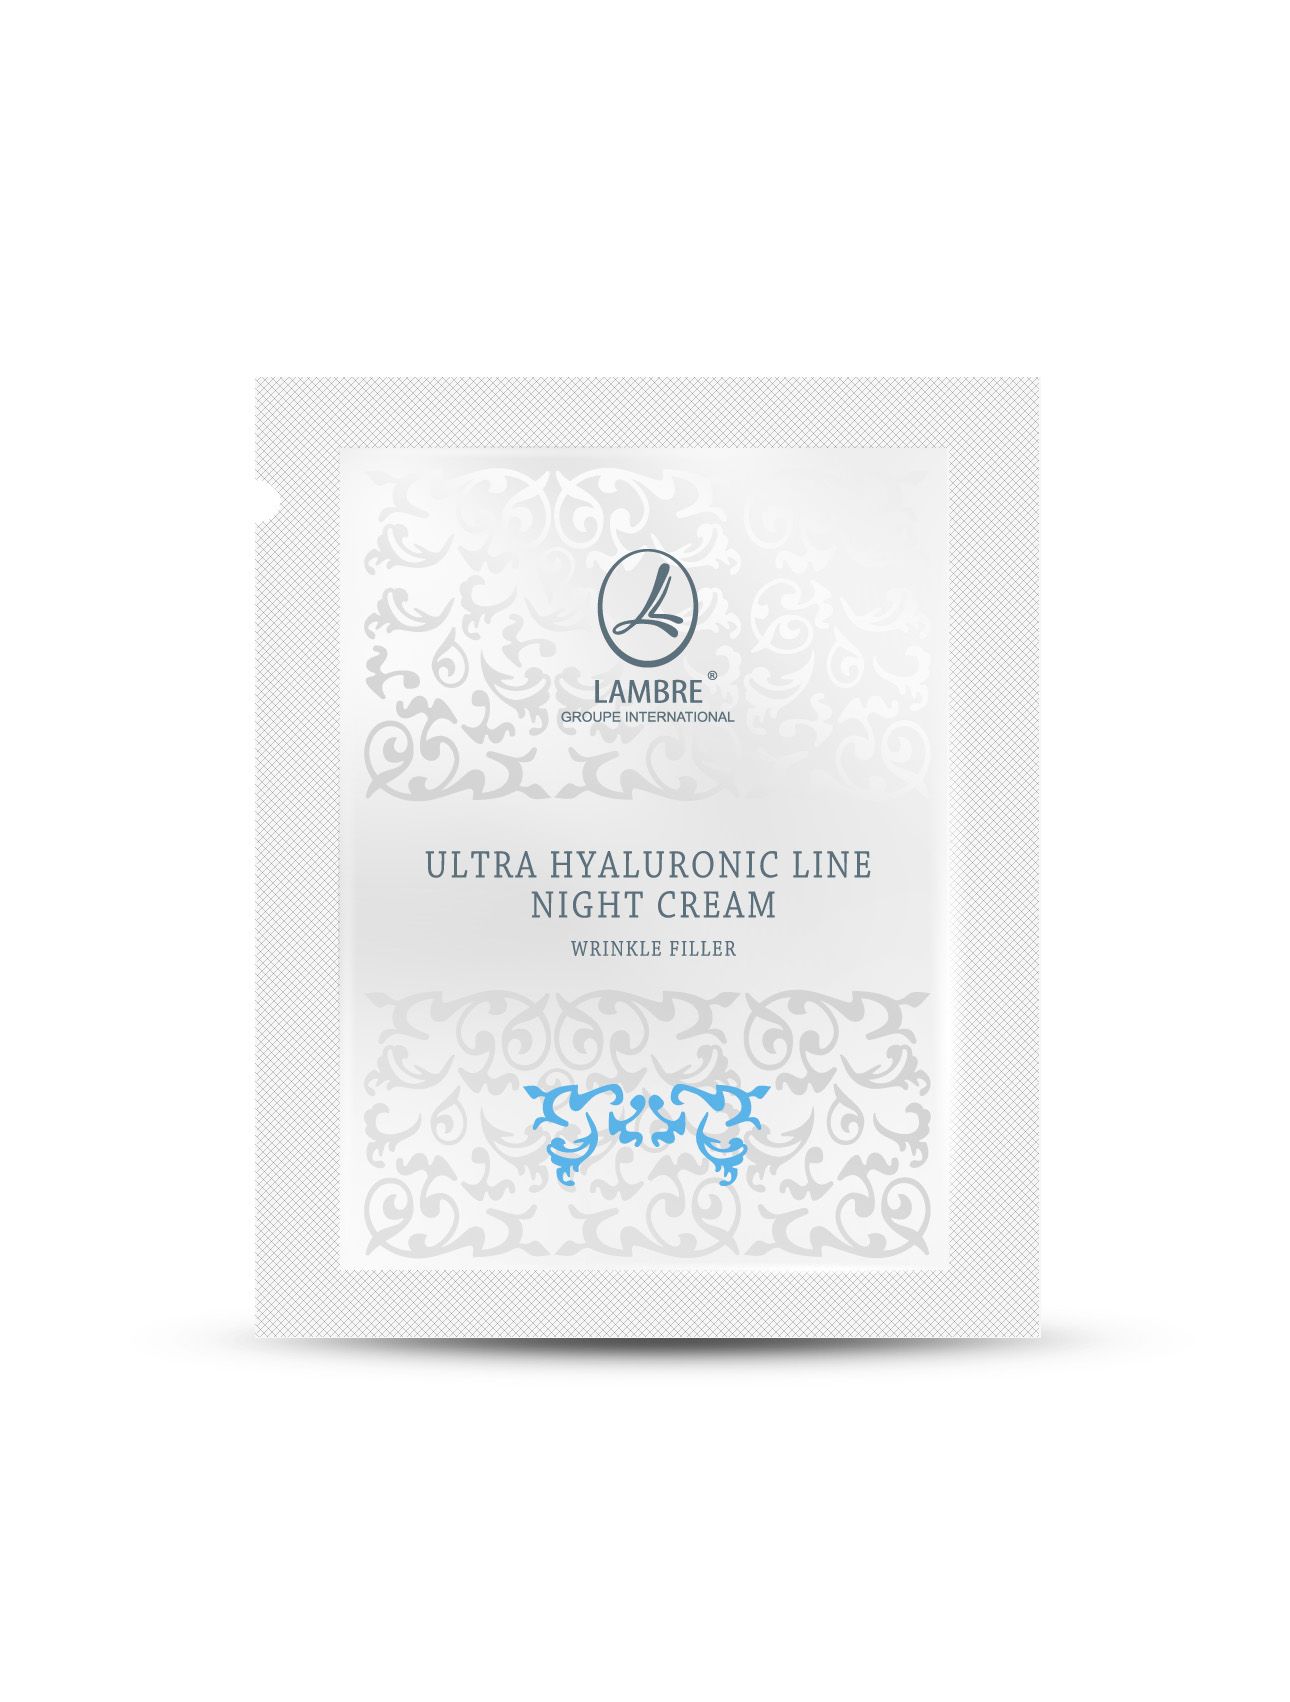 LAMBRE®
GROUPE INTERNATIONAL
ULTRA HYALURONIC LINE
NIGHT CREAM
WRINKLE FILLER